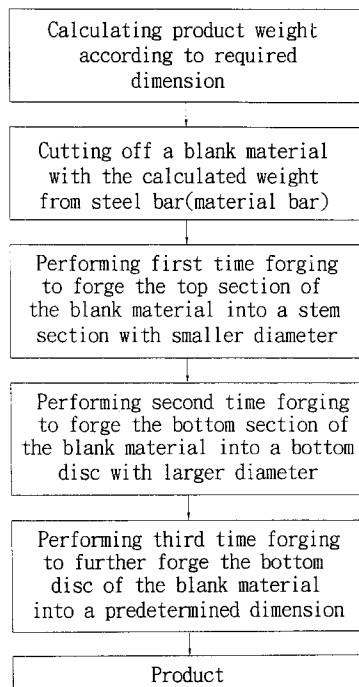 Calculating product weight
according to required
dimension
Cutting off a blank material
with the calculated weight
from steel bar(material bar)
Performing first time forging
to forge the top section of
the blank material into a stem
section with smaller diameter
Performing second time forging
to forge the bottom section of
the blank material into a bottom
disc with larger diameter
Performing third time forging
to further forge the bottom
disc of the blank material
into a predetermined dimension
Product